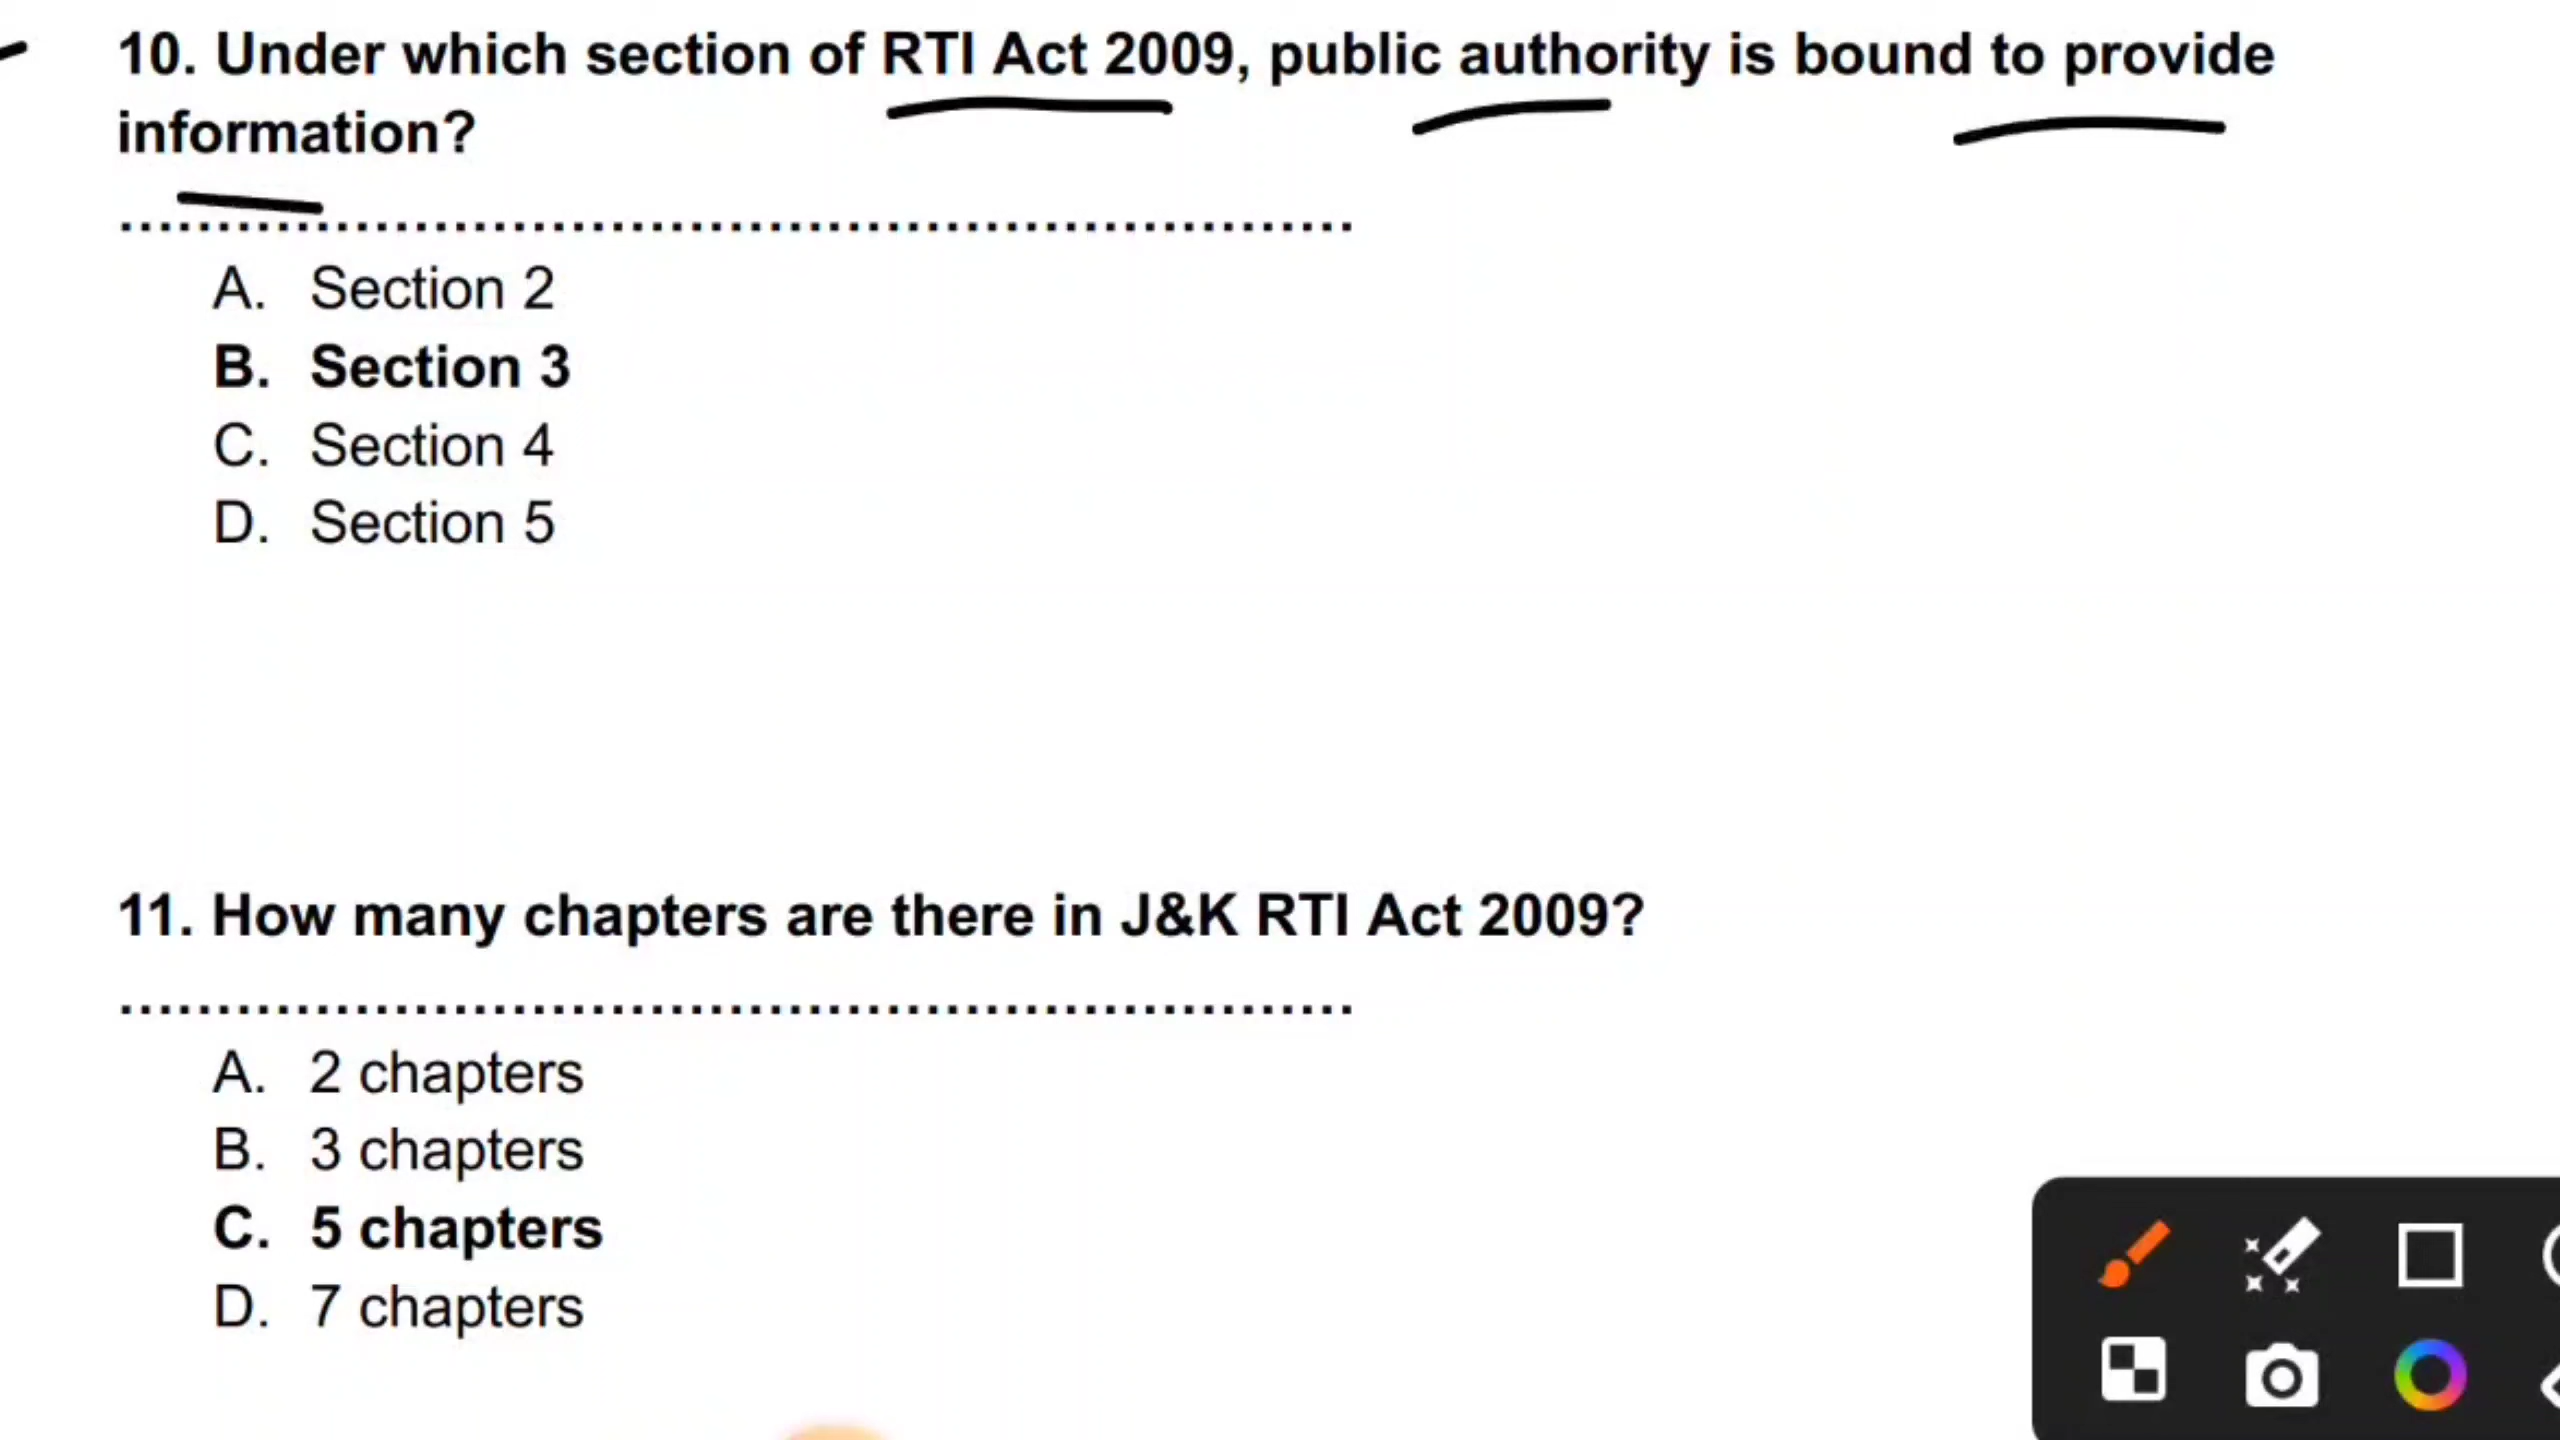 10. Under which section of RTI Act 2009, public authority is bound to provide
information?
...............................................................
A. Section 2
B. Section 3
C. Section 4
D. Section 5
11. How many chapters are there in J&K RTI Act 2009?
...............................................................
A. 2 chapters
B. 3 chapters
C. 5 chapters
D. 7 chapters